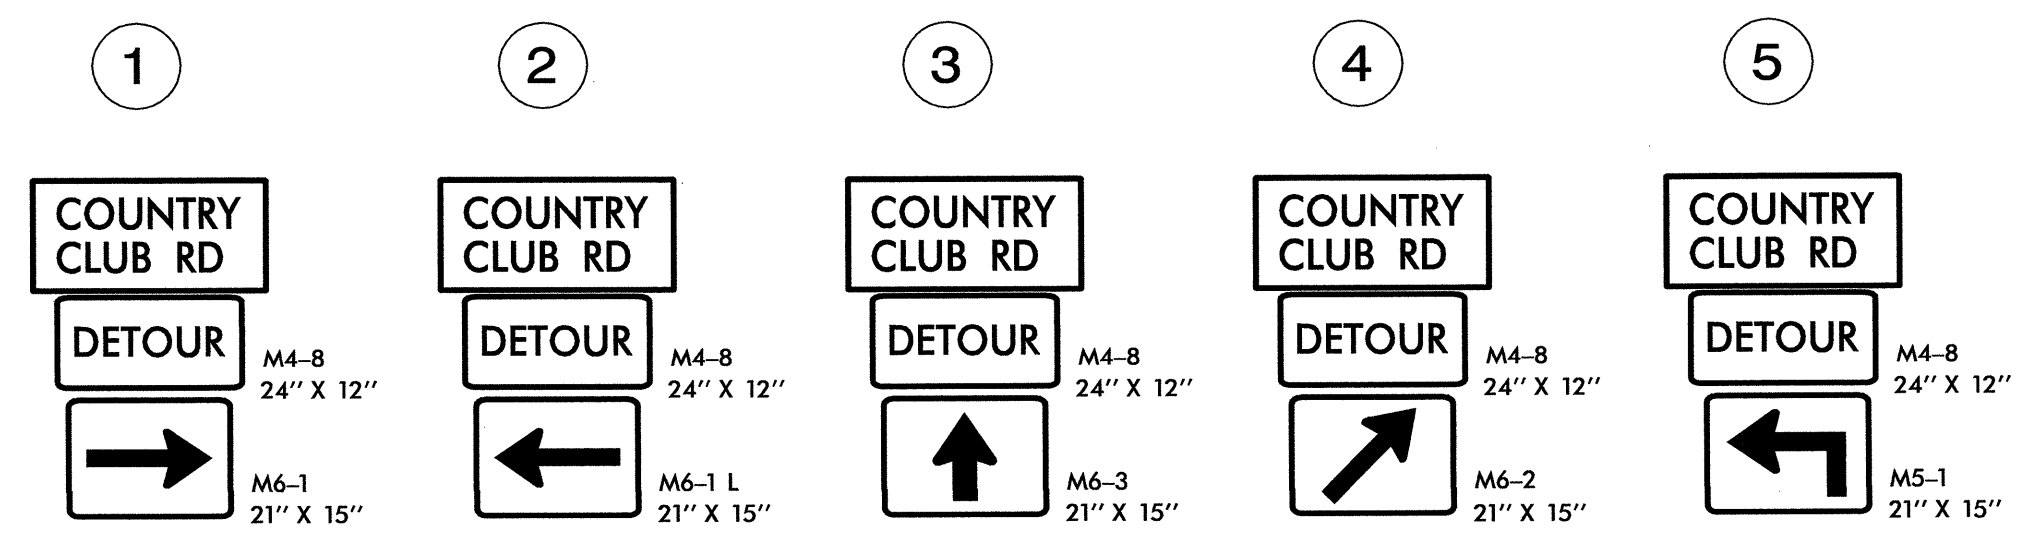 1
COUNTRY
CLUB RD
DETOUR
M4–8
24" X 12"
M6–1
21" X 15"
2
COUNTRY
CLUB RD
DETOUR
M4–8
24" X 12"
M6–1 L
21" X 15"
3
COUNTRY
CLUB RD
DETOUR
M4–8
24" X 12"
M6–3
21" X 15"
4
COUNTRY
CLUB RD
DETOUR
M4–8
24" X 12"
M6–2
21" X 15"
5
COUNTRY
CLUB RD
DETOUR
M4–8
24" X 12"
M5–1
21" X 15"